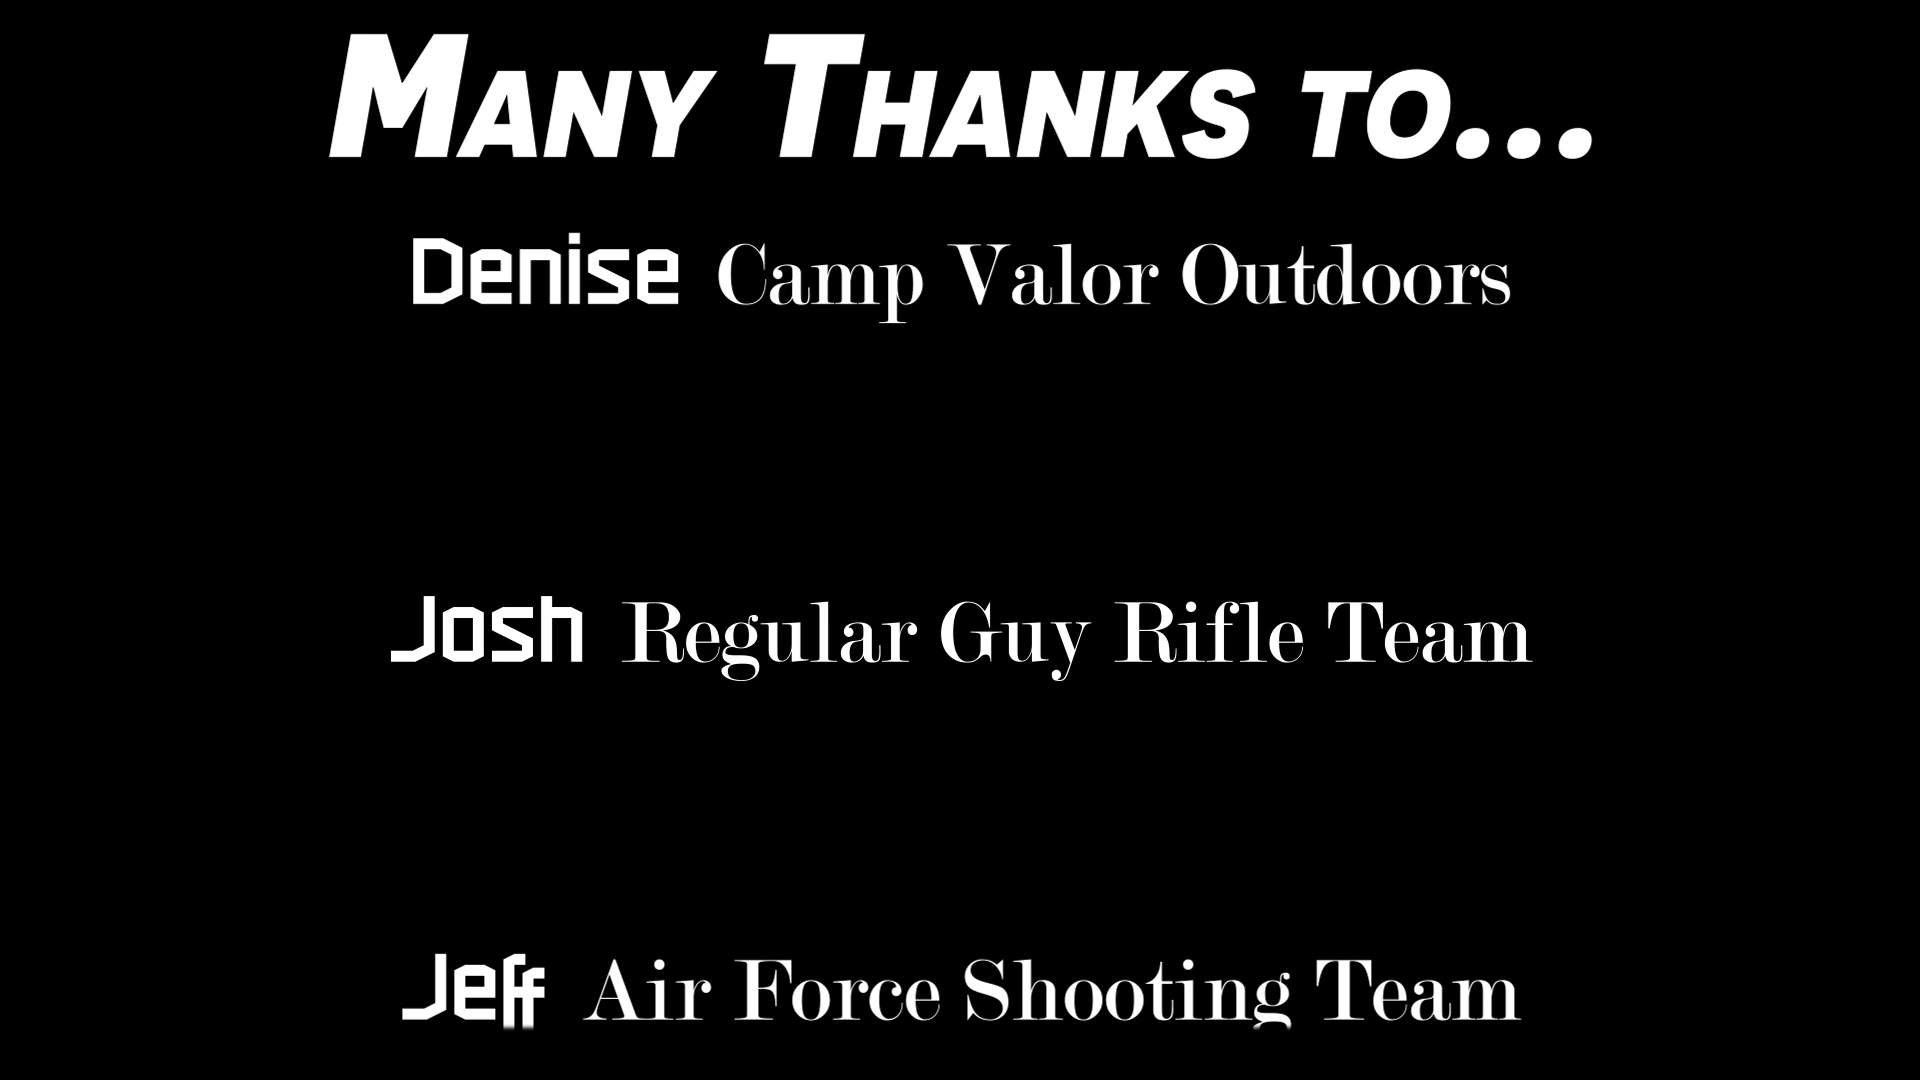 Many Thanks to...
Denise Camp Valor Outdoors
Josh Regular Guy Rifle Team
Jeff Air Force Shooting Team